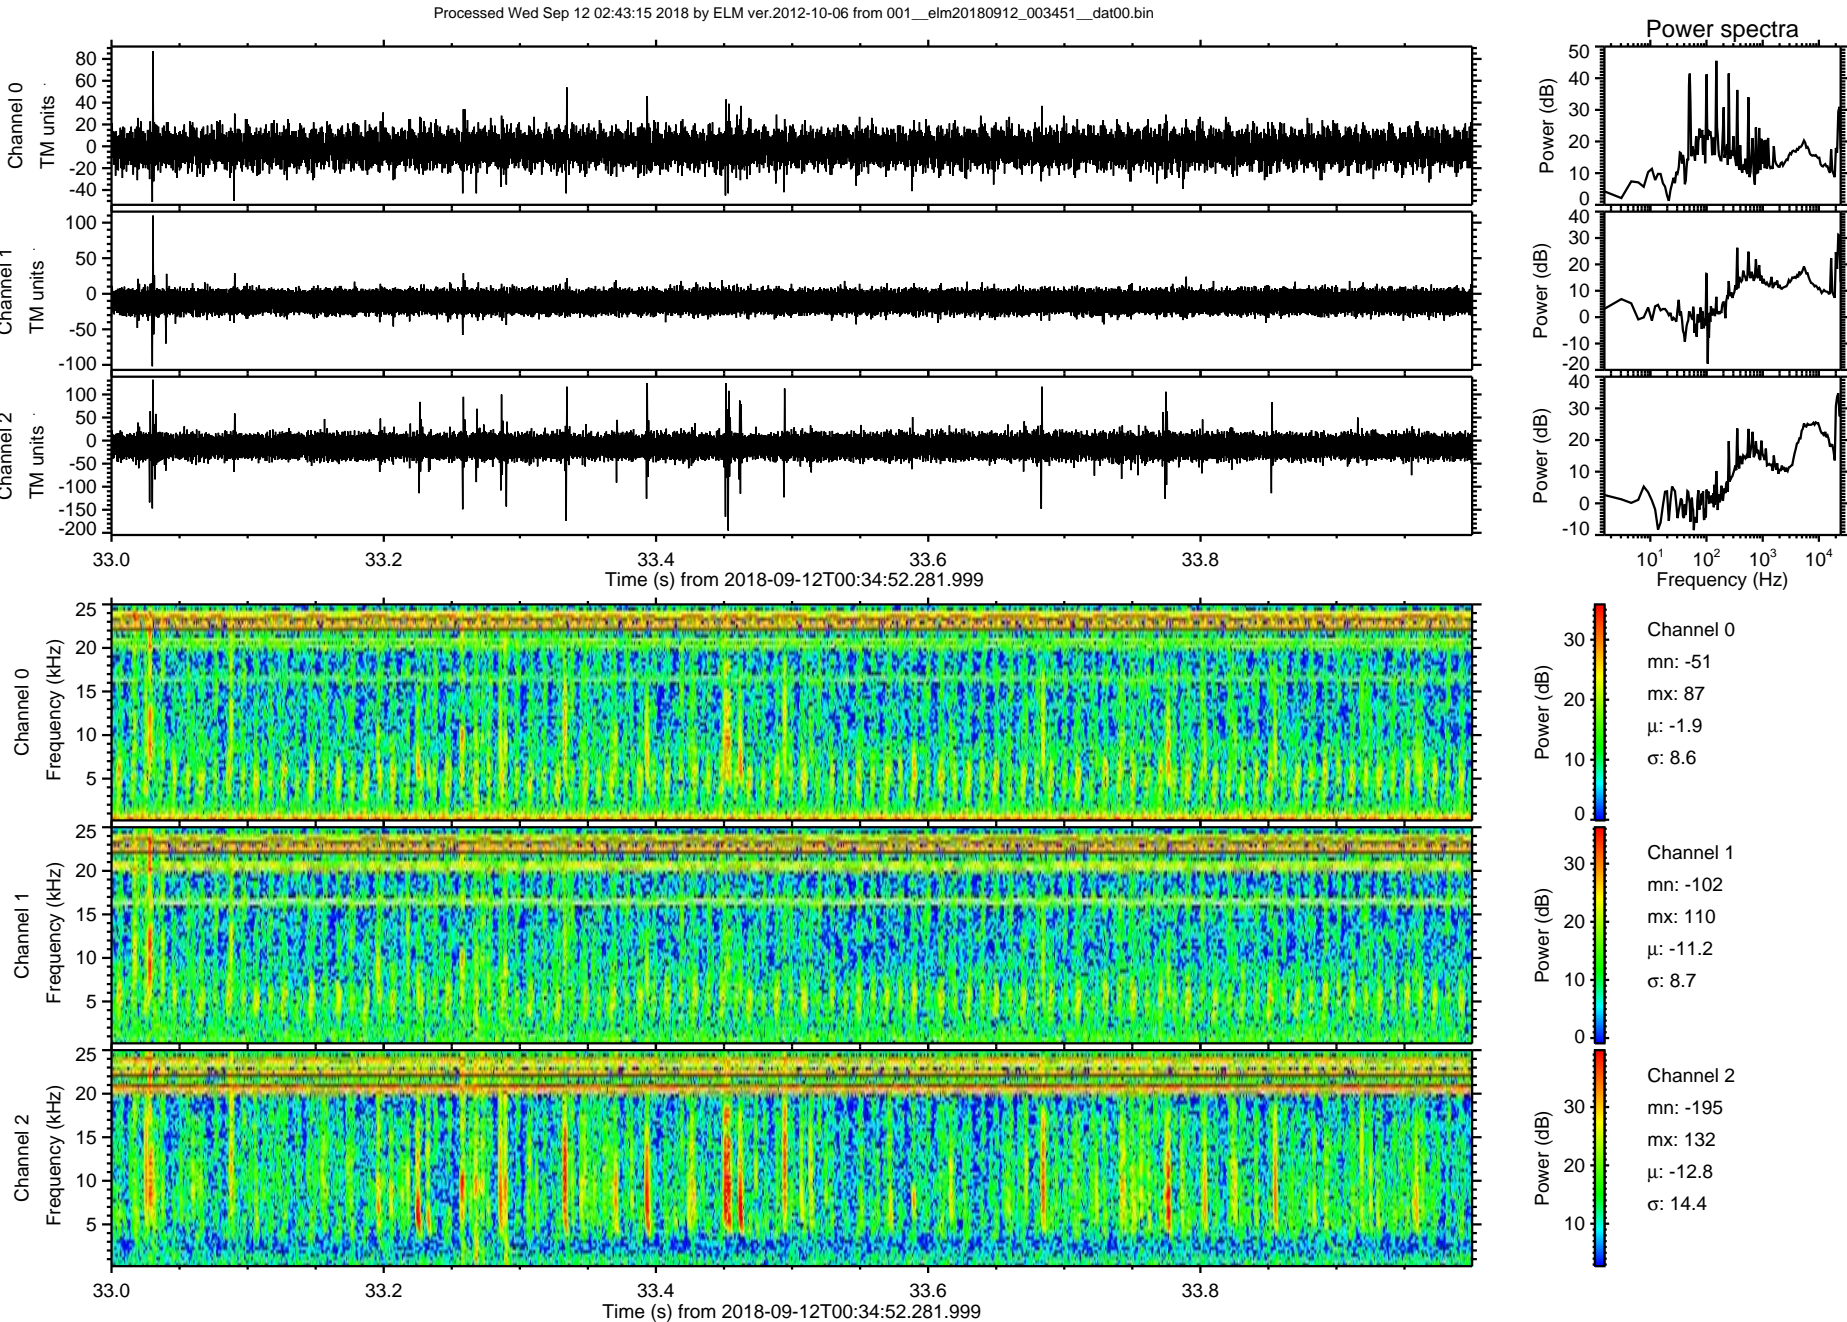 Processed Wed Sep 12 02:43:15 2018 by ELM ver.2012-10-06 from 001__elm20180912_003451__dat00.bin
Power spectra
Channel 0
TM units
80
60
40
20
0
-20
-40
Power (dB)
50
40
30
20
10
0
Channel 1
TM units
100
50
0
-50
-100
Power (dB)
40
30
20
10
0
-10
-20
Channel 2
TM units
100
50
0
-50
-100
-150
-200
Power (dB)
40
30
20
10
0
-10
33.0 33.2 33.4 33.6 33.8
Time (s) from 2018-09-12T00:34:52.281.999
10¹ 10² 10³ 10⁴
Frequency (Hz)
Channel 0
Frequency (kHz)
25
20
15
10
5
Power (dB)
30
20
10
0
Channel 0
mn: -51
mx: 87
μ: -1.9
σ: 8.6
Channel 1
Frequency (kHz)
25
20
15
10
5
Power (dB)
30
20
10
0
Channel 1
mn: -102
mx: 110
μ: -11.2
σ: 8.7
Channel 2
Frequency (kHz)
25
20
15
10
5
Power (dB)
30
20
10
Channel 2
mn: -195
mx: 132
μ: -12.8
σ: 14.4
33.0 33.2 33.4 33.6 33.8
Time (s) from 2018-09-12T00:34:52.281.999